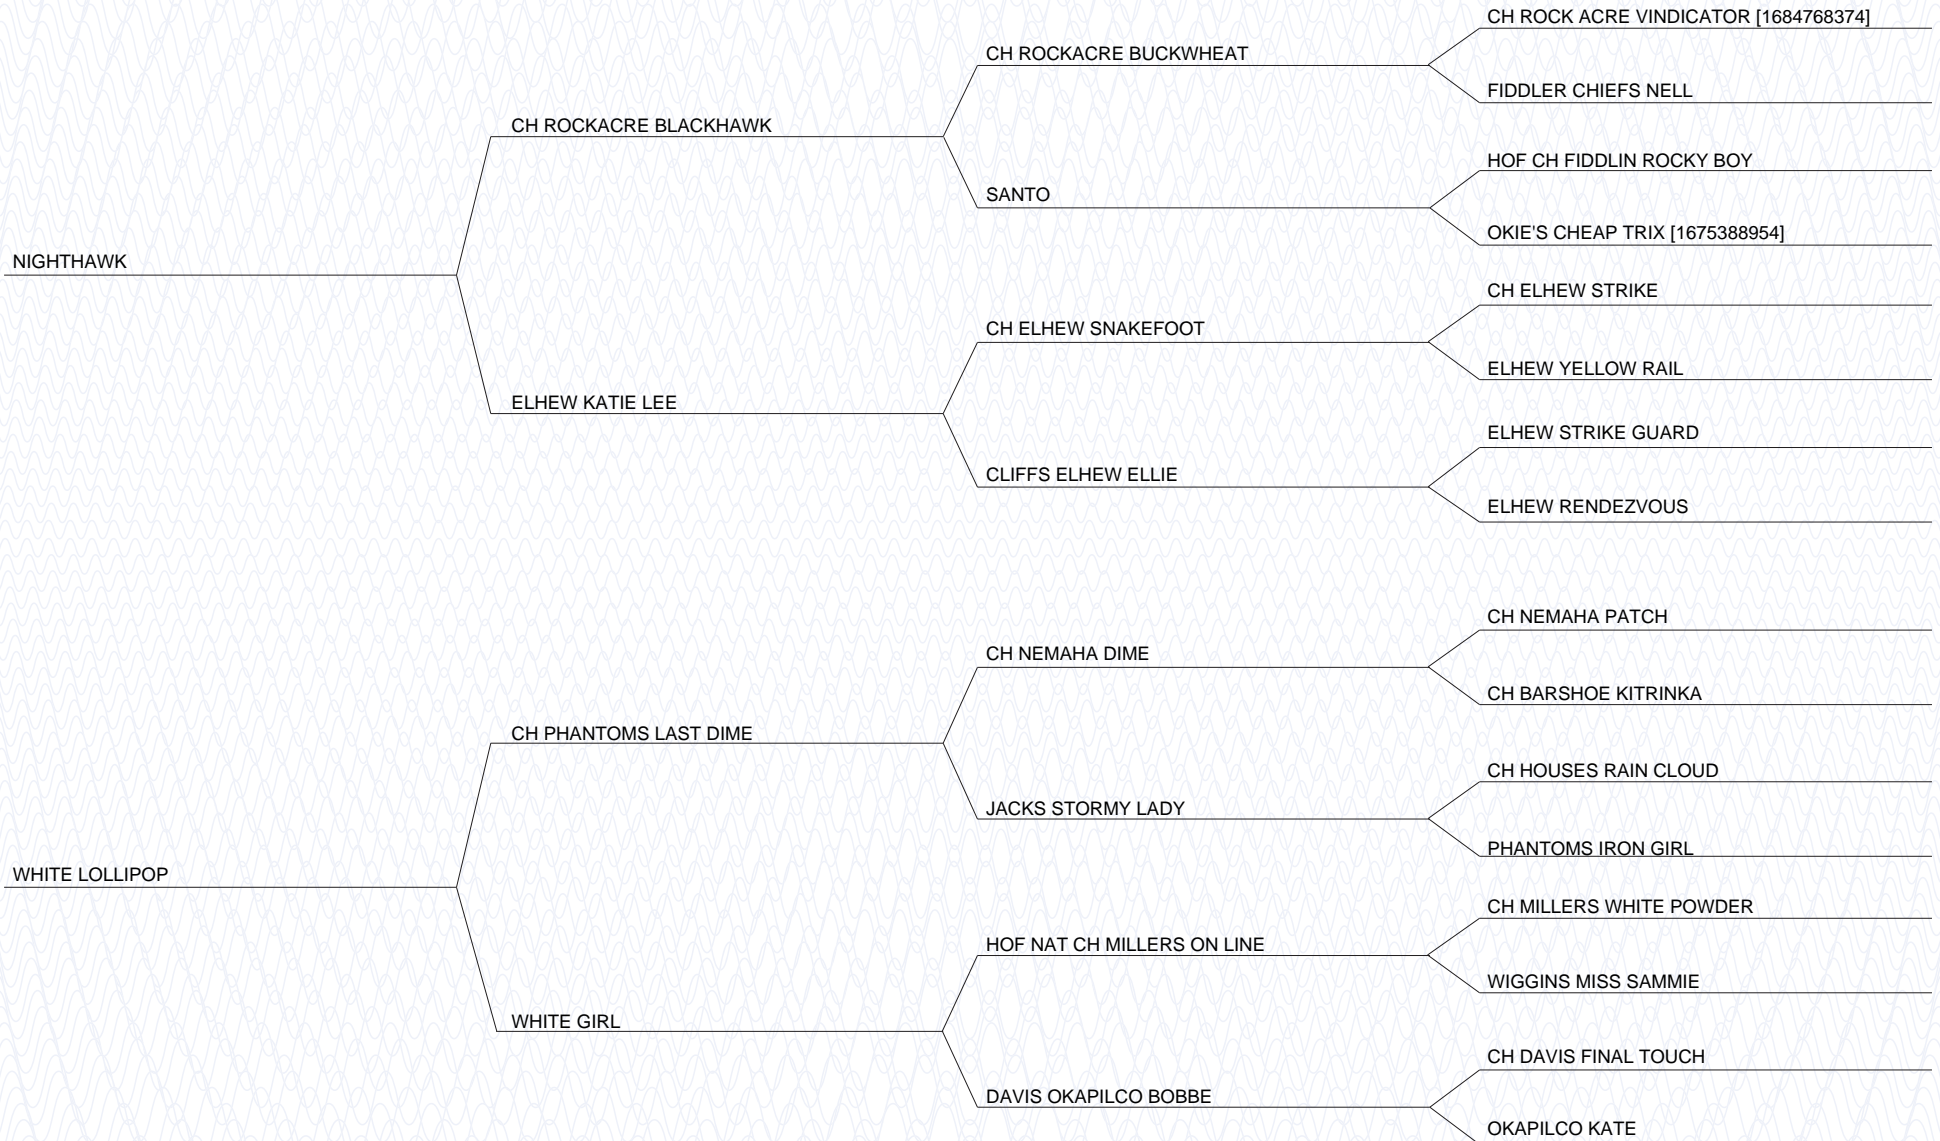 CH ROCK ACRE VINDICATOR [1684768374]
CH ROCKACRE BUCKWHEAT
FIDDLER CHIEFS NELL
CH ROCKACRE BLACKHAWK
HOF CH FIDDLIN ROCKY BOY
SANTO
OKIE'S CHEAP TRIX [1675388954]
NIGHTHAWK
CH ELHEW STRIKE
CH ELHEW SNAKEFOOT
ELHEW YELLOW RAIL
ELHEW KATIE LEE
ELHEW STRIKE GUARD
CLIFFS ELHEW ELLIE
ELHEW RENDEZVOUS
CH NEMAHA PATCH
CH NEMAHA DIME
CH BARSHOE KITRINKA
CH PHANTOMS LAST DIME
CH HOUSES RAIN CLOUD
JACKS STORMY LADY
PHANTOMS IRON GIRL
WHITE LOLLIPOP
CH MILLERS WHITE POWDER
HOF NAT CH MILLERS ON LINE
WIGGINS MISS SAMMIE
WHITE GIRL
CH DAVIS FINAL TOUCH
DAVIS OKAPILCO BOBBE
OKAPILCO KATE